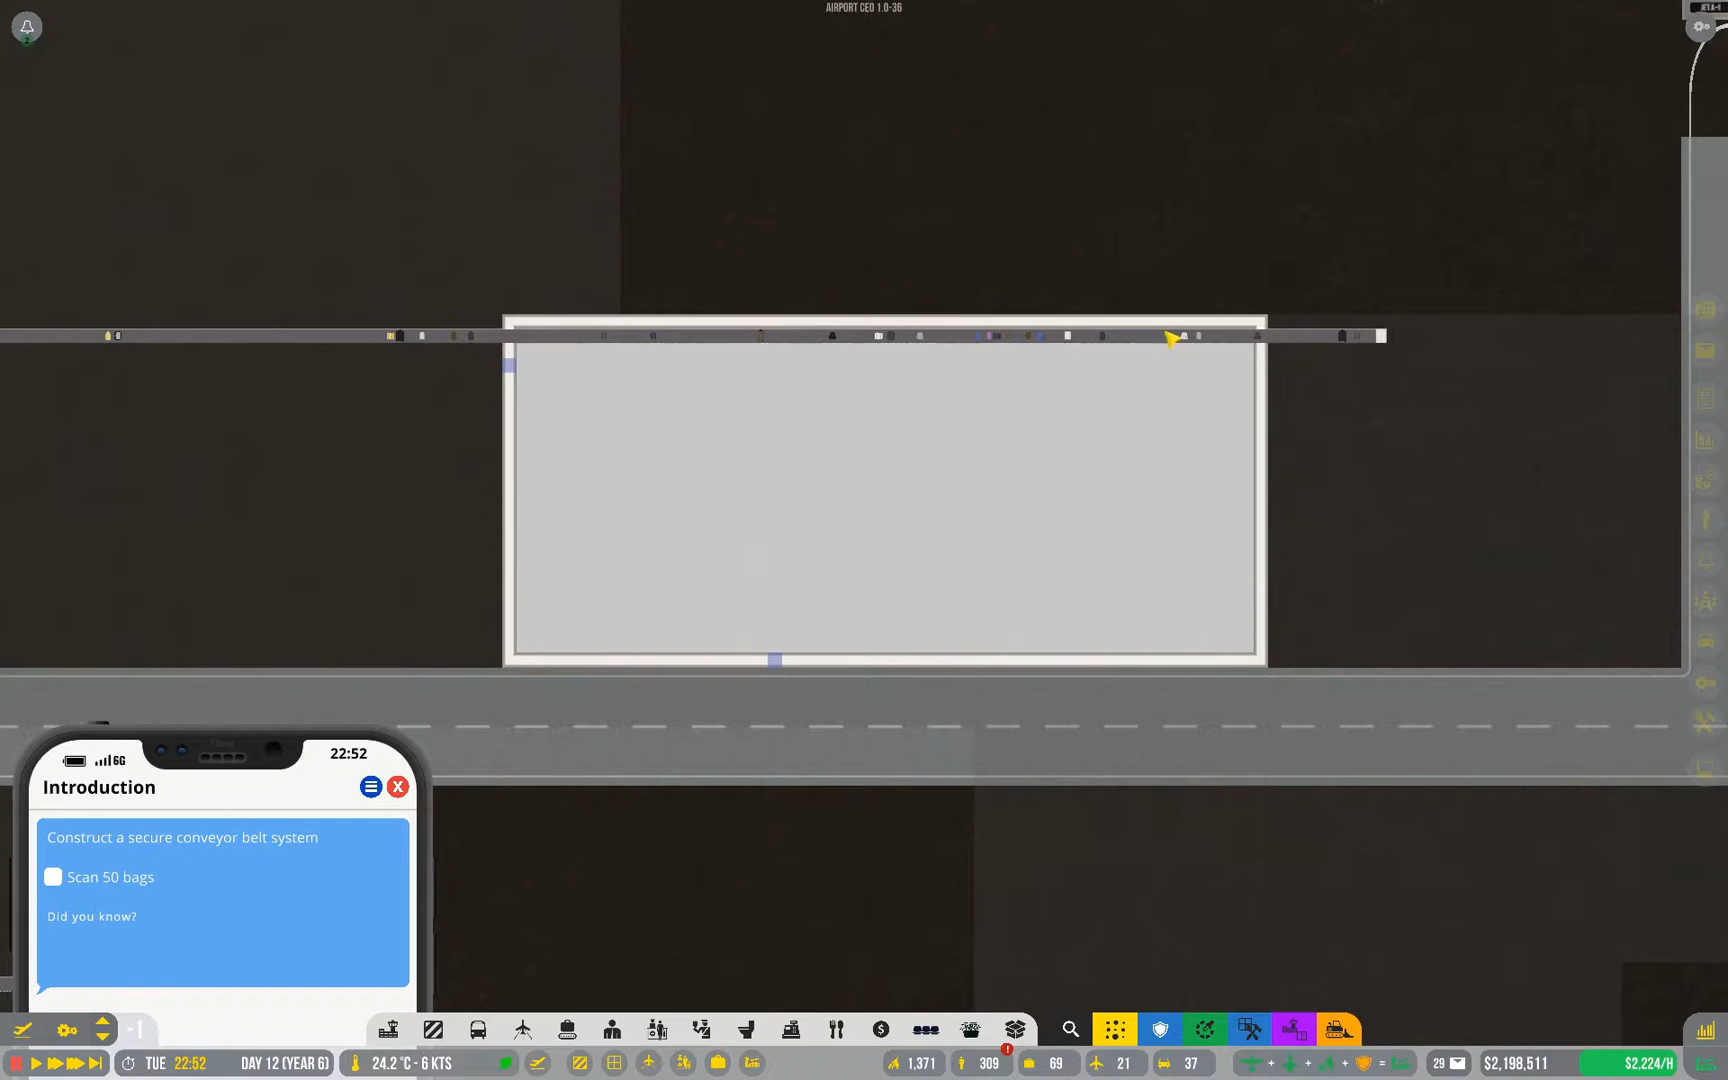 AIRPORT CEO 1.0-36
6G
22:52
Introduction
Construct a secure conveyor belt system
Scan 50 bags
Did you know?
-1
TUE 22:52
DAY 12 (YEAR 6)
24.2 °C - 6 KTS
1,371
309
69
21
37
29
$2,198,511
$2,224/H